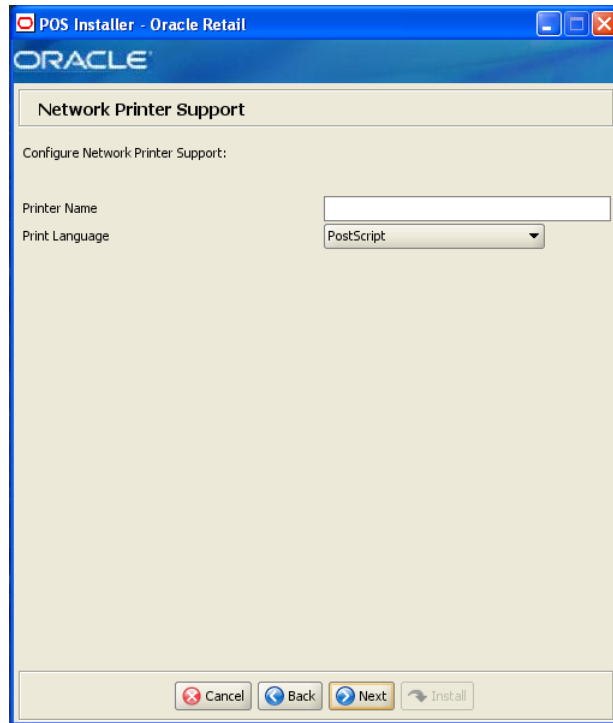 POS Installer - Oracle Retail
ORACLE
Network Printer Support
Configure Network Printer Support:
Printer Name
Print Language PostScript
Cancel Back Next Install